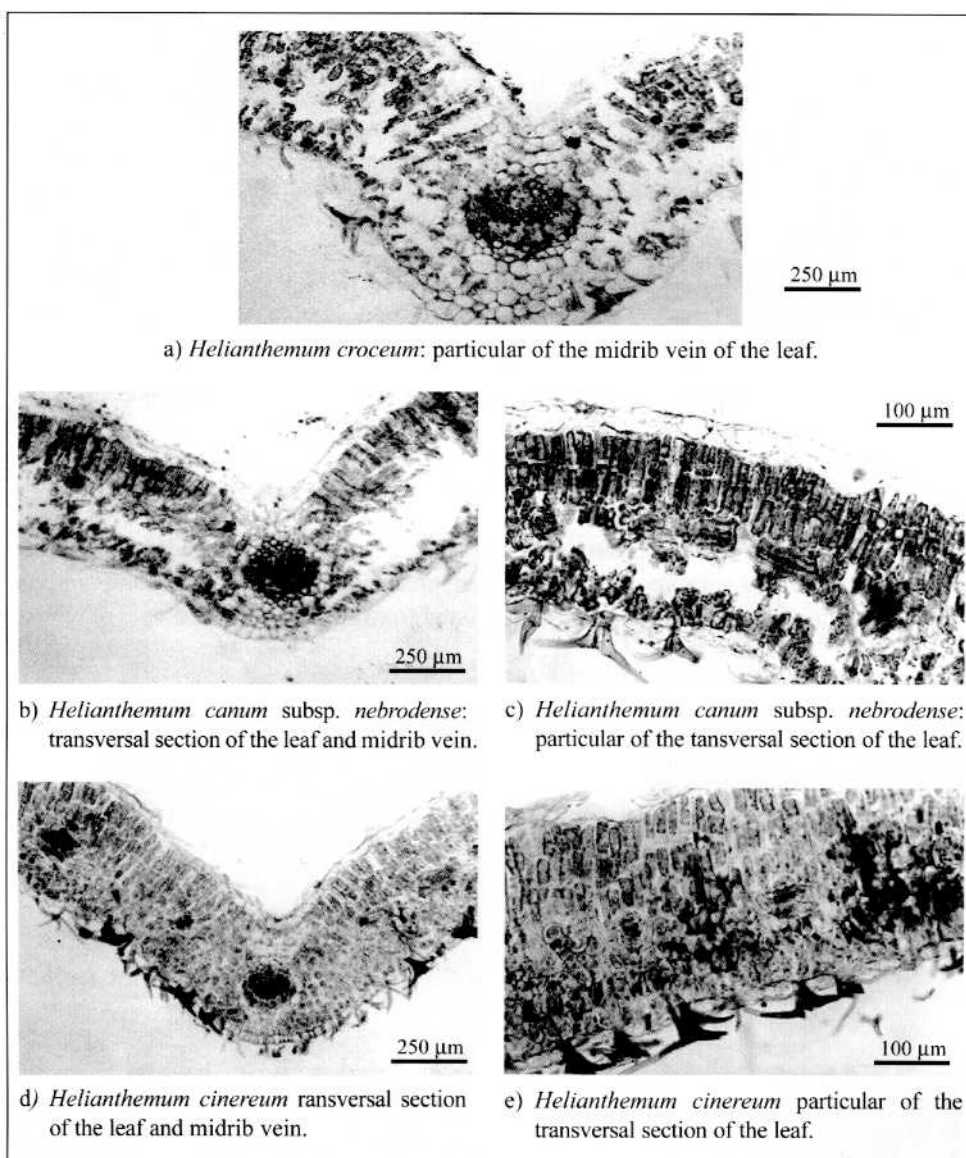 250 µm
a) Helianthemum croceum: particular of the midrib vein of the leaf.
100 µm
250 µm
b) Helianthemum canum subsp. nebrodense:
transversal section of the leaf and midrib vein.
c) Helianthemum canum subsp. nebrodense:
particular of the tansversal section of the leaf.
250 µm
d) Helianthemum cinereum ransversal section
of the leaf and midrib vein.
100 µm
e) Helianthemum cinereum particular of the
transversal section of the leaf.